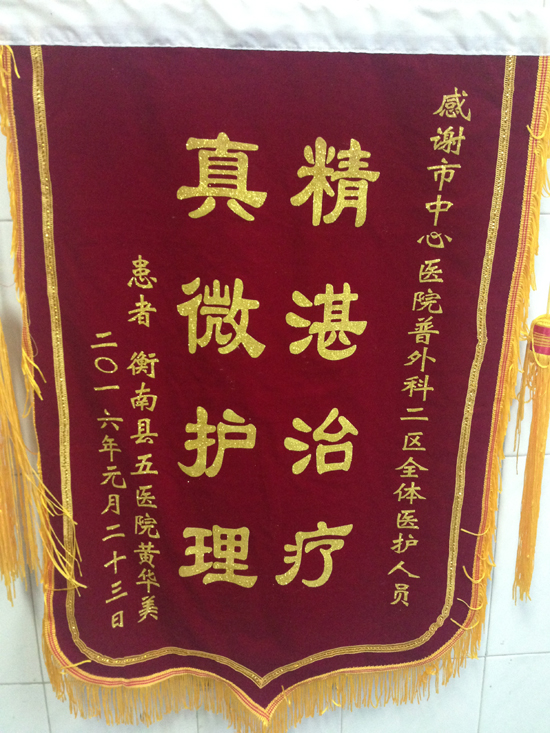 感谢市中心医院普外科二区全体医护人员
精湛治疗
真微护理
患者 衡南县五医院黄华美
二〇一六年元月二十三日